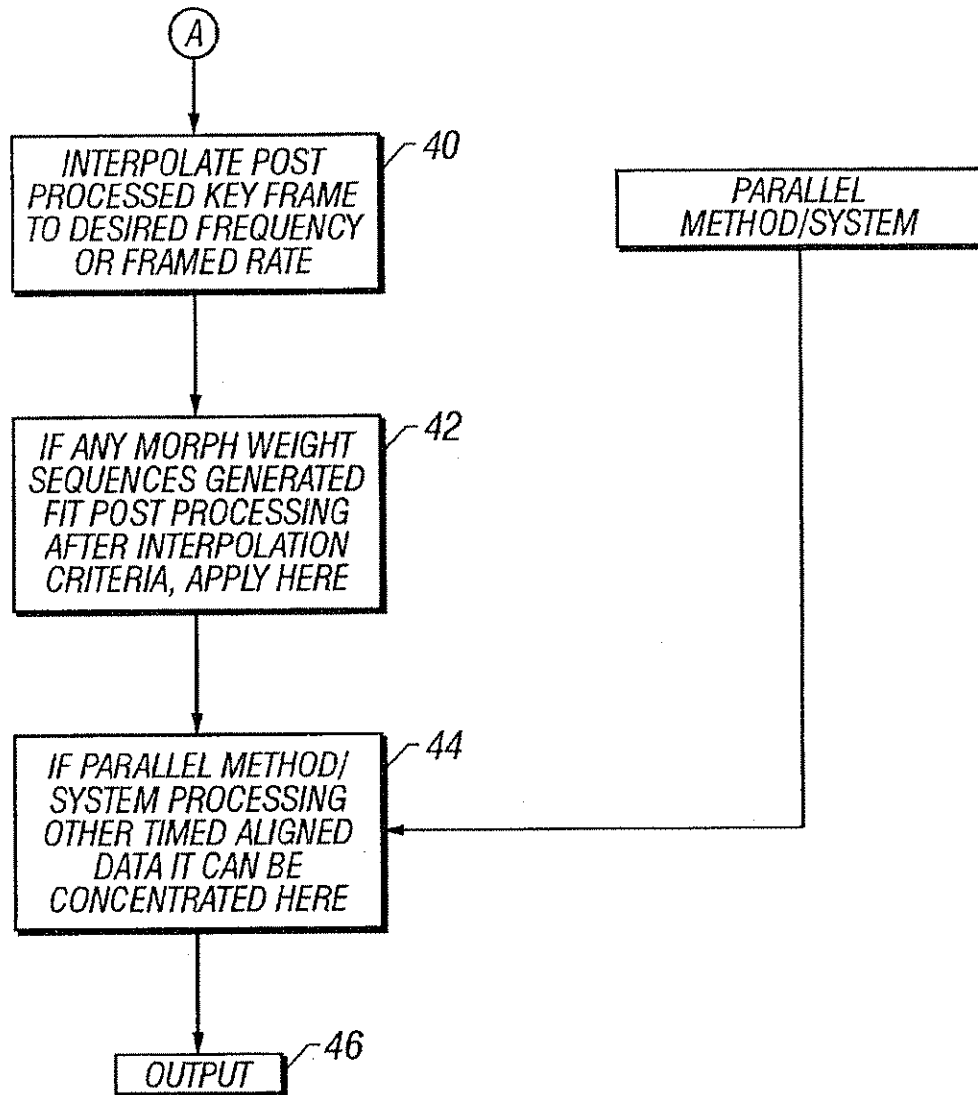 A
INTERPOLATE POST
PROCESSED KEY FRAME
TO DESIRED FREQUENCY
OR FRAMED RATE
40
PARALLEL
METHOD/SYSTEM
IF ANY MORPH WEIGHT
SEQUENCES GENERATED
FIT POST PROCESSING
AFTER INTERPOLATION
CRITERIA, APPLY HERE
42
IF PARALLEL METHOD/
SYSTEM PROCESSING
OTHER TIMED ALIGNED
DATA IT CAN BE
CONCENTRATED HERE
44
OUTPUT
46